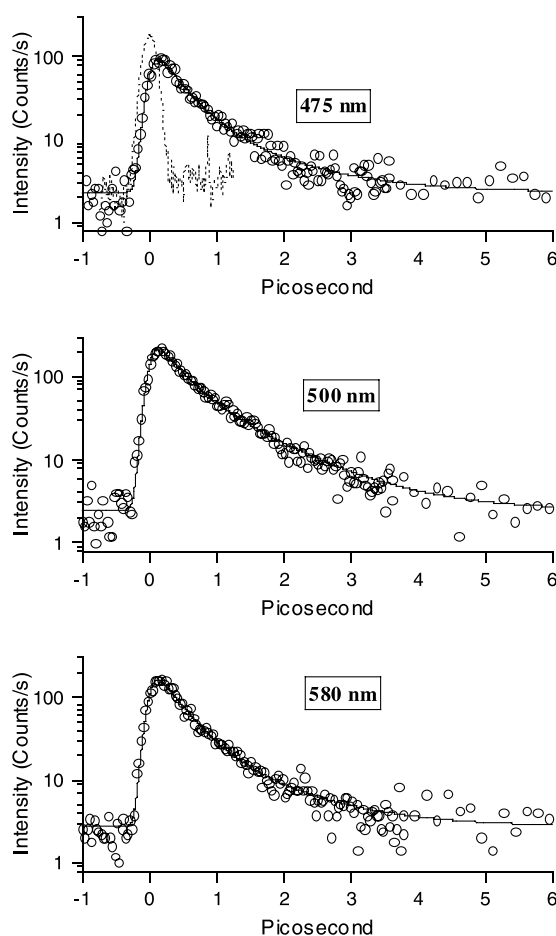 Intensity (Counts/s)
100
10
1
475 nm
-1 0 1 2 3 4 5 6
Picosecond
Intensity (Counts/s)
100
10
1
500 nm
-1 0 1 2 3 4 5 6
Picosecond
Intensity (Counts/s)
100
10
1
580 nm
-1 0 1 2 3 4 5 6
Picosecond